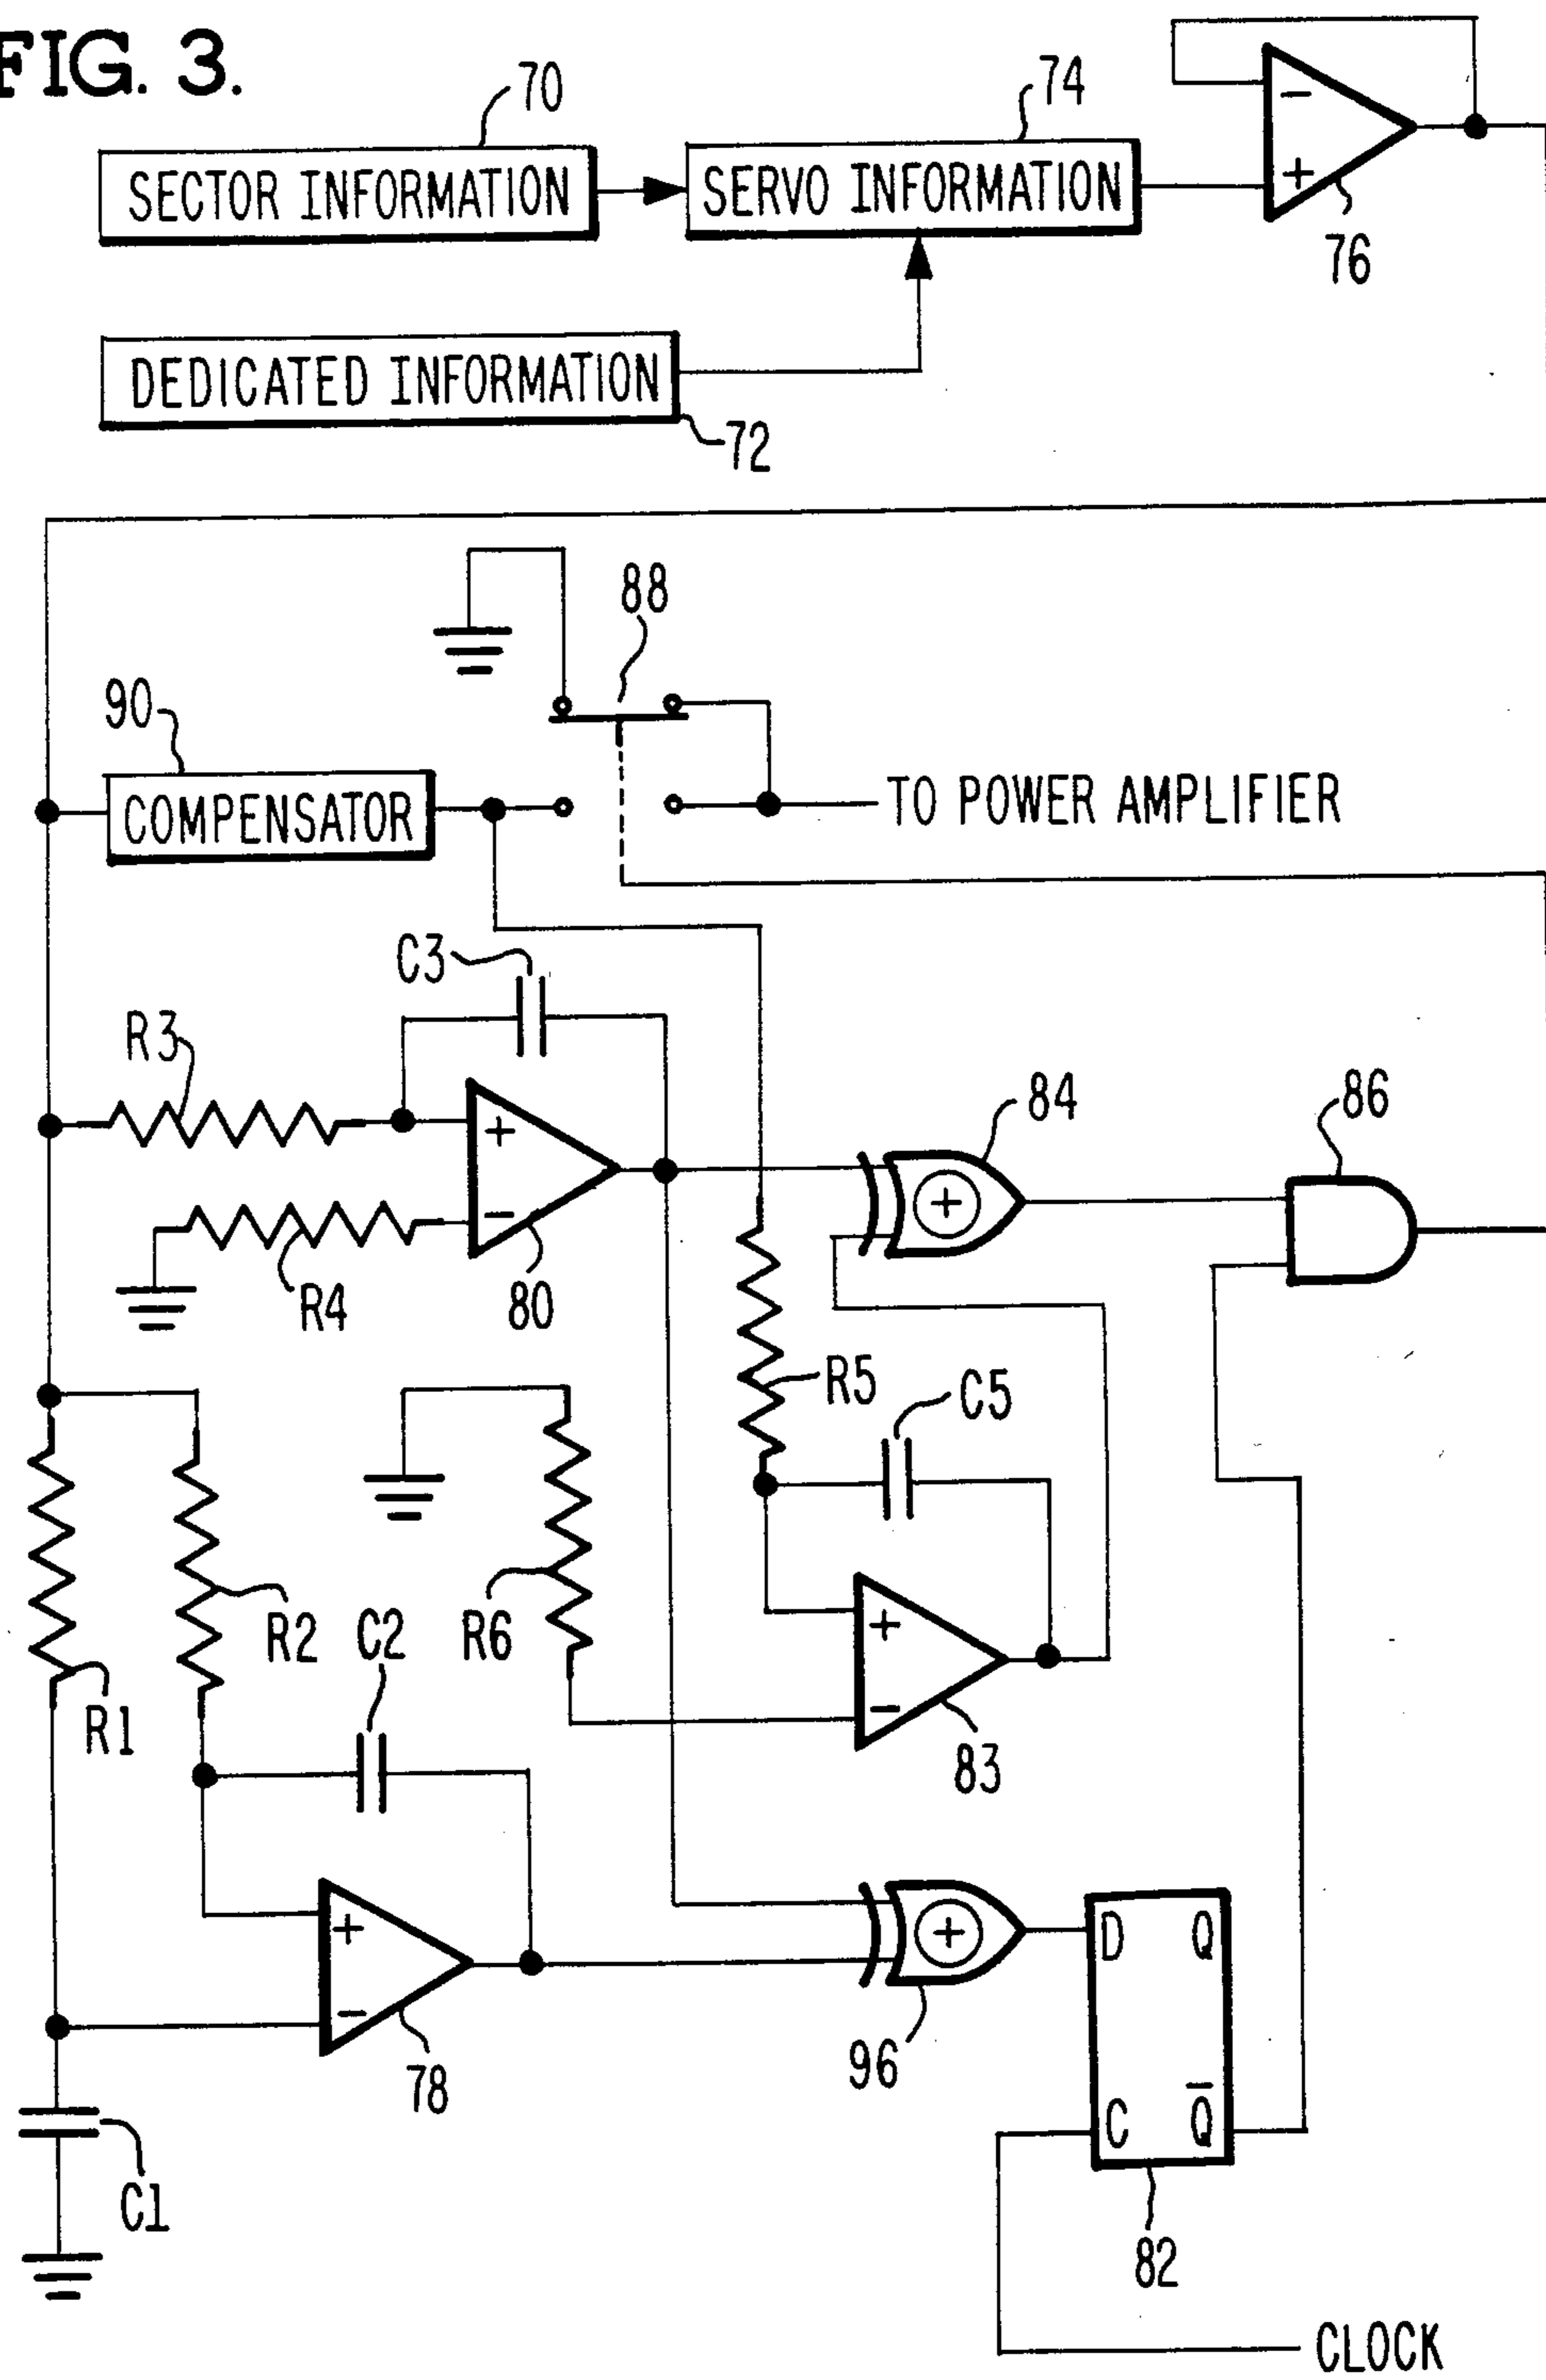 FIG. 3.
70
74
SECTOR INFORMATION
SERVO INFORMATION
-
+
76
DEDICATED INFORMATION
72
88
90
COMPENSATOR
TO POWER AMPLIFIER
C3
R3
84
86
+
+
-
R4
80
R5
C5
R1
R2
C2
R6
+
-
83
+
-
78
+
96
D Q
C Q̅
82
C1
CLOCK